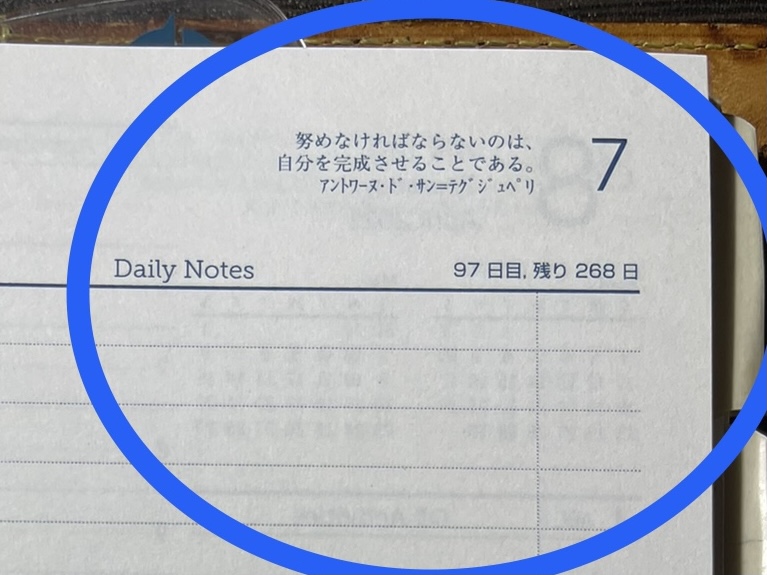 努めなければならないのは、
自分を完成させることである。
ｱﾝﾄﾜｰﾇ・ﾄﾞ・ｻﾝ=ﾃｸﾞｼﾞｭﾍﾟﾘ
7
Daily Notes
97 日目, 残り 268 日